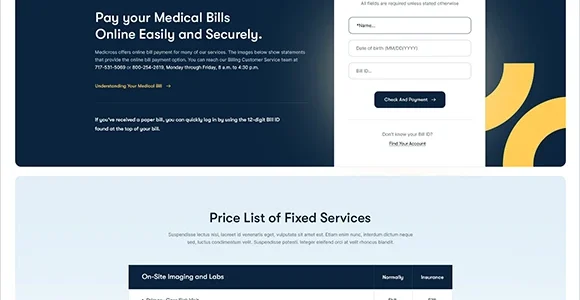 All fields are required unless stated otherwise
Pay your Medical Bills
Online Easily and Securely.
Medicross offers online bill payment for many of our services. The images below show statements
that provide the online bill payment option. You can reach our Billing Customer Service team at
717-531-5069 or 800-254-2619, Monday through Friday, 8 a.m. to 4:30 p.m.
Understanding Your Medical Bill →
If you've received a paper bill, you can quickly log in by using the 12-digit Bill ID
found at the top of your bill.
*Name...
Date of birth (MM/DD/YYYY)
Bill ID...
Check And Payment →
Don't know your Bill ID?
Find Your Account
Price List of Fixed Services
Suspendisse lectus nisi, laoreet id venenatis eget, vulputate sit amet est. Etiam enim nunc, interdum dictum neque
sed, luctus condimentum velit. Suspendisse potenti. Integer eleifend orci at velit rhoncus blandit.
On-Site Imaging and Labs Normally Insurance